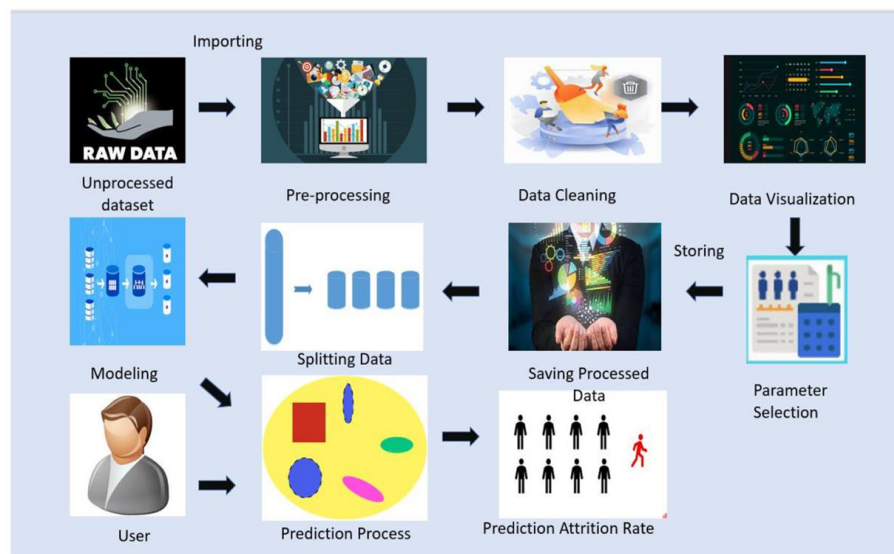 Importing
RAW DATA
Unprocessed
dataset
Pre-processing
Data Cleaning
Data Visualization
Storing
Modeling
Splitting Data
Saving Processed
Data
Parameter
Selection
User
Prediction Process
Prediction Attrition Rate